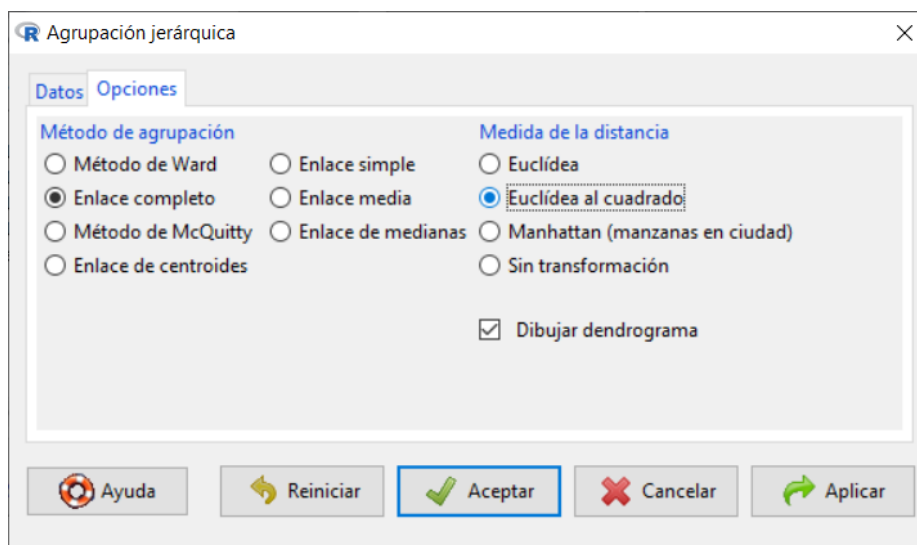 Agrupación jerárquica
Datos
Opciones
Método de agrupación
Método de Ward
Enlace completo
Método de McQuitty
Enlace de centroides
Enlace simple
Enlace media
Enlace de medianas
Medida de la distancia
Euclídea
Euclídea al cuadrado
Manhattan (manzanas en ciudad)
Sin transformación
Dibujar dendrograma
Ayuda
Reiniciar
Aceptar
Cancelar
Aplicar